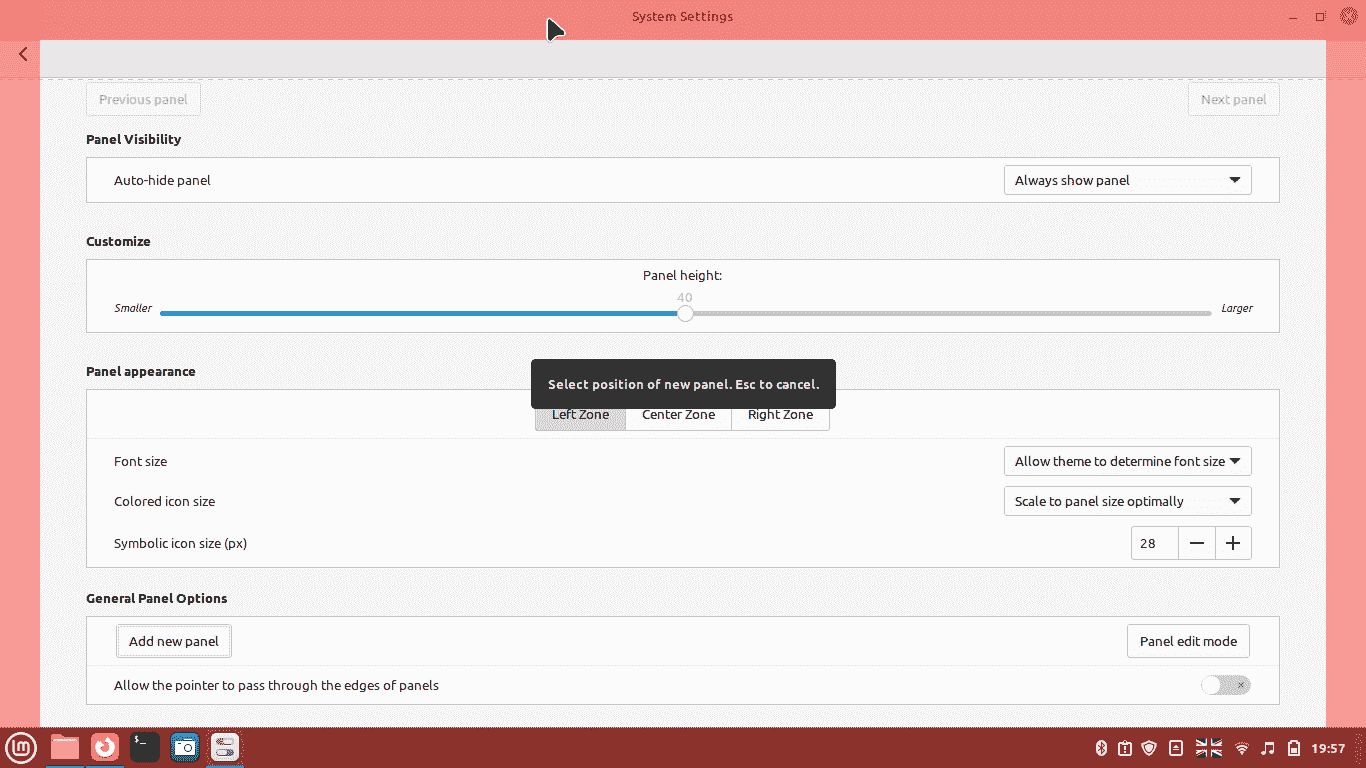 System Settings
Previous panel
Next panel
Panel Visibility
Auto-hide panel
Always show panel
Customize
Panel height:
40
Smaller
Larger
Panel appearance
Select position of new panel. Esc to cancel.
Left Zone
Center Zone
Right Zone
Font size
Allow theme to determine font size
Colored icon size
Scale to panel size optimally
Symbolic icon size (px)
28
General Panel Options
Add new panel
Panel edit mode
Allow the pointer to pass through the edges of panels
$_
19:57